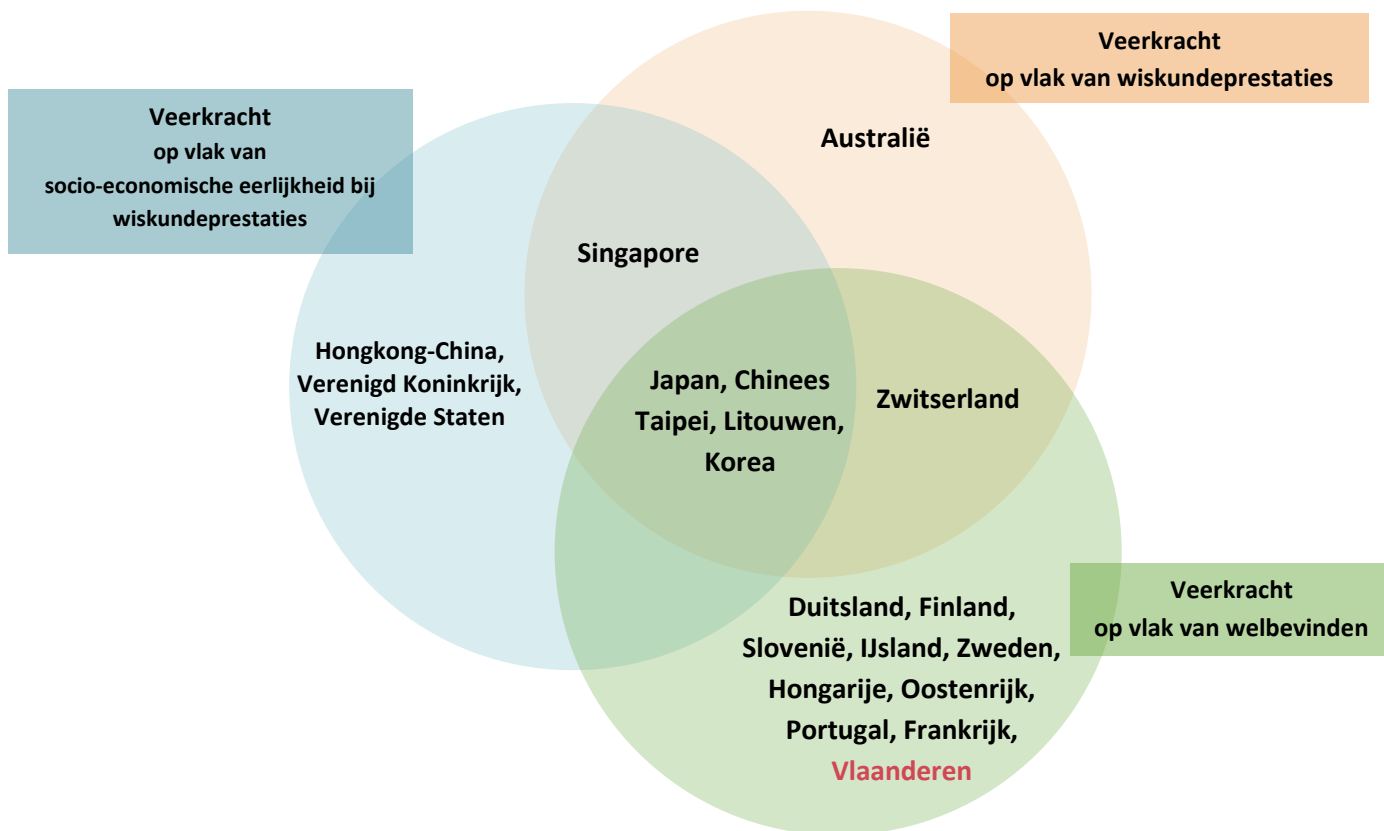 Veerkracht
op vlak van wiskundeprestaties
Veerkracht
op vlak van
socio-economische eerlijkheid bij
wiskundeprestaties
Australië
Singapore
Hongkong-China,
Verenigd Koninkrijk,
Verenigde Staten
Japan, Chinees
Taipei, Litouwen,
Korea
Zwitserland
Veerkracht
op vlak van welbevinden
Duitsland, Finland,
Slovenië, IJsland, Zweden,
Hongarije, Oostenrijk,
Portugal, Frankrijk,
Vlaanderen